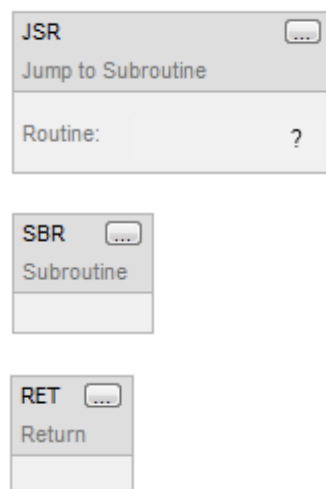 JSR ...
Jump to Subroutine
Routine: ?
SBR ...
Subroutine
RET ...
Return